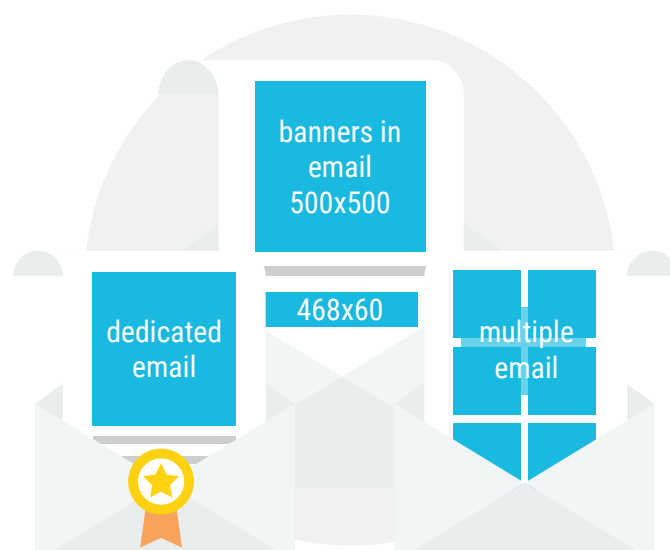 banners in
email
500x500
468x60
dedicated
email
multiple
email